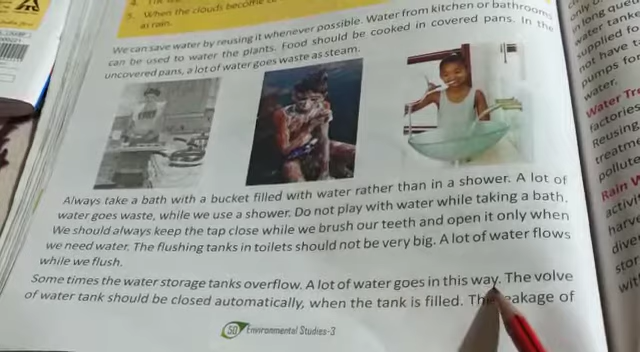 5. When the clouds become
as rain.
We can save water by reusing it whenever possible. Water from kitchen or bathrooms
can be used to water the plants. Food should be cooked in covered pans. In the
uncovered pans, a lot of water goes waste as steam.
Always take a bath with a bucket filled with water rather than in a shower. A lot of
water goes waste, while we use a shower. Do not play with water while taking a bath.
We should always keep the tap close while we brush our teeth and open it only when
we need water. The flushing tanks in toilets should not be very big. A lot of water flows
while we flush.
Some times the water storage tanks overflow. A lot of water goes in this way. The volve
of water tank should be closed automatically, when the tank is filled. The leakage of
50 Environmental Studies-3
long
water tank
supplied fo
not have
pumps for
water.
Water Tre
factories
Reusing
treatme
pollute
Rain W
activi
harv
dive
stor
wit